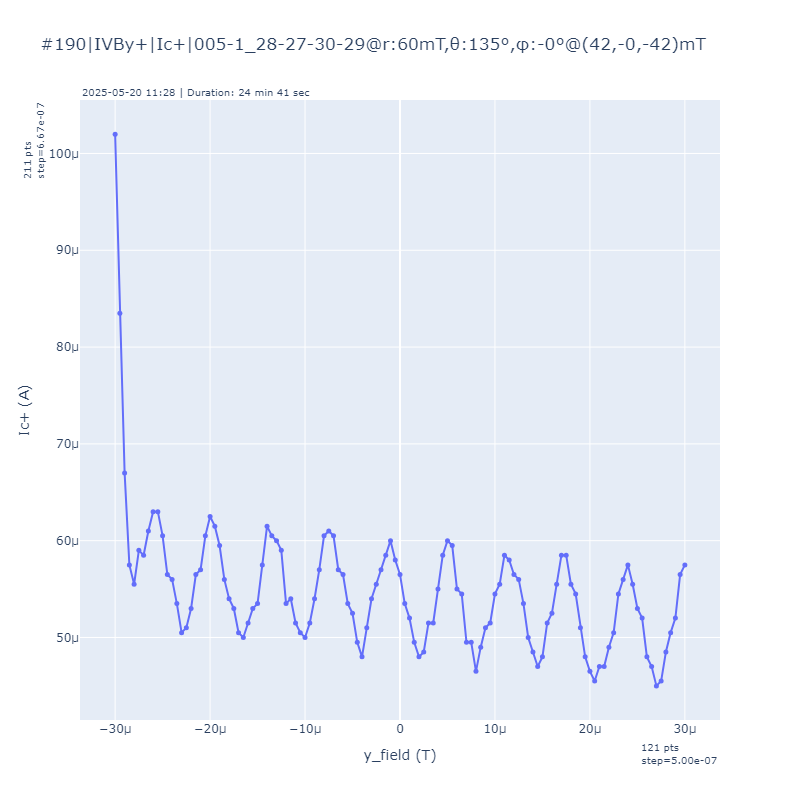 #190|IVBy+|Ic+|005-1_28-27-30-29@r:60mT,θ:135°,φ:-0°@(42,-0,-42)mT
2025-05-20 11:28 | Duration: 24 min 41 sec
211 pts
step=6.67e-07
100μ
90μ
80μ
70μ
60μ
50μ
Ic+ (A)
−30μ
−20μ
−10μ
0
10μ
20μ
30μ
y_field (T)
121 pts
step=5.00e-07